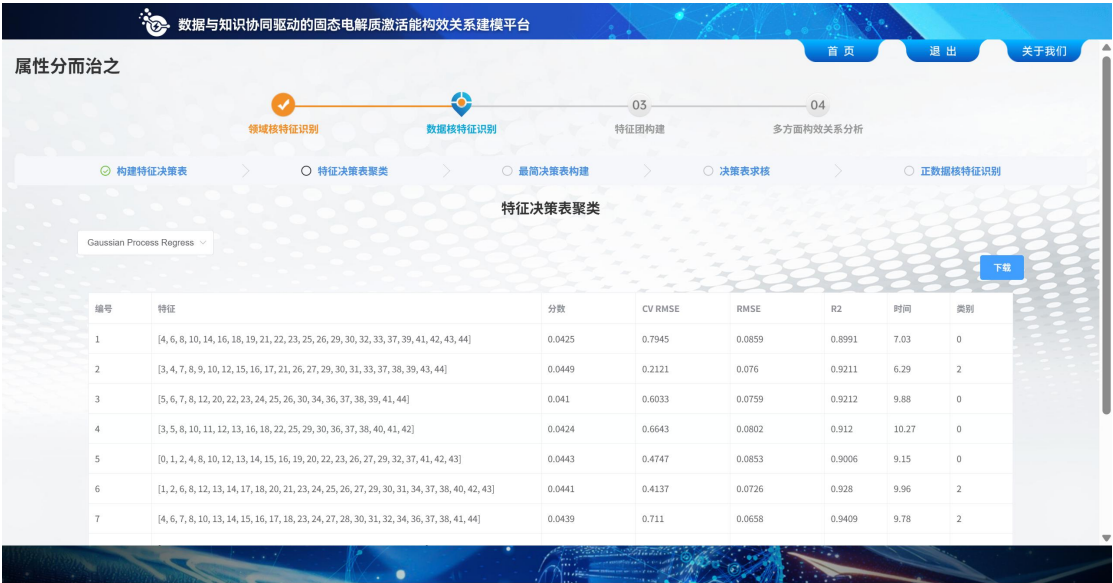 数据与知识协同驱动的固态电解质激活能构效关系建模平台
首 页 退 出 关于我们
属性分而治之
03 04
领域核特征识别 数据核特征识别 特征团构建 多方面构效关系分析
构建特征决策表 特征决策表聚类 最简决策表构建 决策表求核 正数据核特征识别
特征决策表聚类
Gaussian Process Regress
下载
编号 特征 分数 CV RMSE RMSE R2 时间 类别
1 [4, 6, 8, 10, 14, 16, 18, 19, 21, 22, 23, 25, 26, 29, 30, 32, 33, 37, 39, 41, 42, 43, 44] 0.0425 0.7945 0.0859 0.8991 7.03 0
2 [3, 4, 7, 8, 9, 10, 12, 15, 16, 17, 21, 26, 27, 29, 30, 31, 33, 37, 38, 39, 43, 44] 0.0449 0.2121 0.076 0.9211 6.29 2
3 [5, 6, 7, 8, 12, 20, 22, 23, 24, 25, 26, 30, 34, 36, 37, 38, 39, 41, 44] 0.041 0.6033 0.0759 0.9212 9.88 0
4 [3, 5, 8, 10, 11, 12, 13, 16, 18, 22, 25, 29, 30, 36, 37, 38, 40, 41, 42] 0.0424 0.6643 0.0802 0.912 10.27 0
5 [0, 1, 2, 4, 8, 10, 12, 13, 14, 15, 16, 19, 20, 22, 23, 26, 27, 29, 32, 37, 41, 42, 43] 0.0443 0.4747 0.0853 0.9006 9.15 0
6 [1, 2, 6, 8, 12, 13, 14, 17, 18, 20, 21, 23, 24, 25, 26, 27, 29, 30, 31, 34, 37, 38, 40, 42, 43] 0.0441 0.4137 0.0726 0.928 9.96 2
7 [4, 6, 7, 8, 10, 13, 14, 15, 16, 17, 18, 23, 24, 27, 28, 30, 31, 32, 34, 36, 37, 38, 41, 44] 0.0439 0.711 0.0658 0.9409 9.78 2